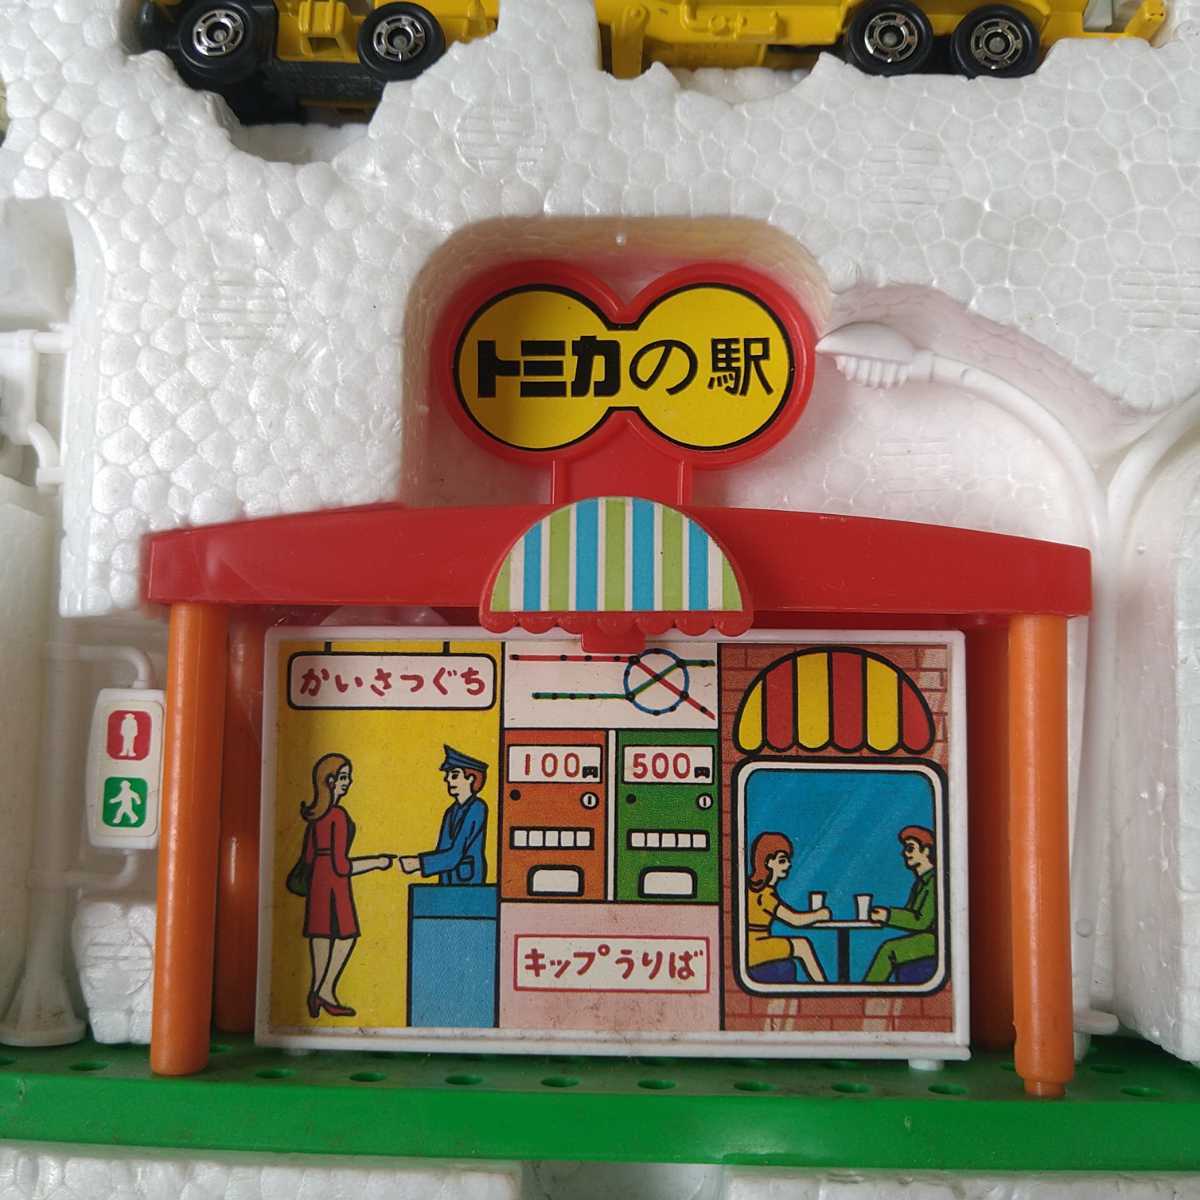 トミカの駅
かいさつぐち
100円
500円
キップうりば